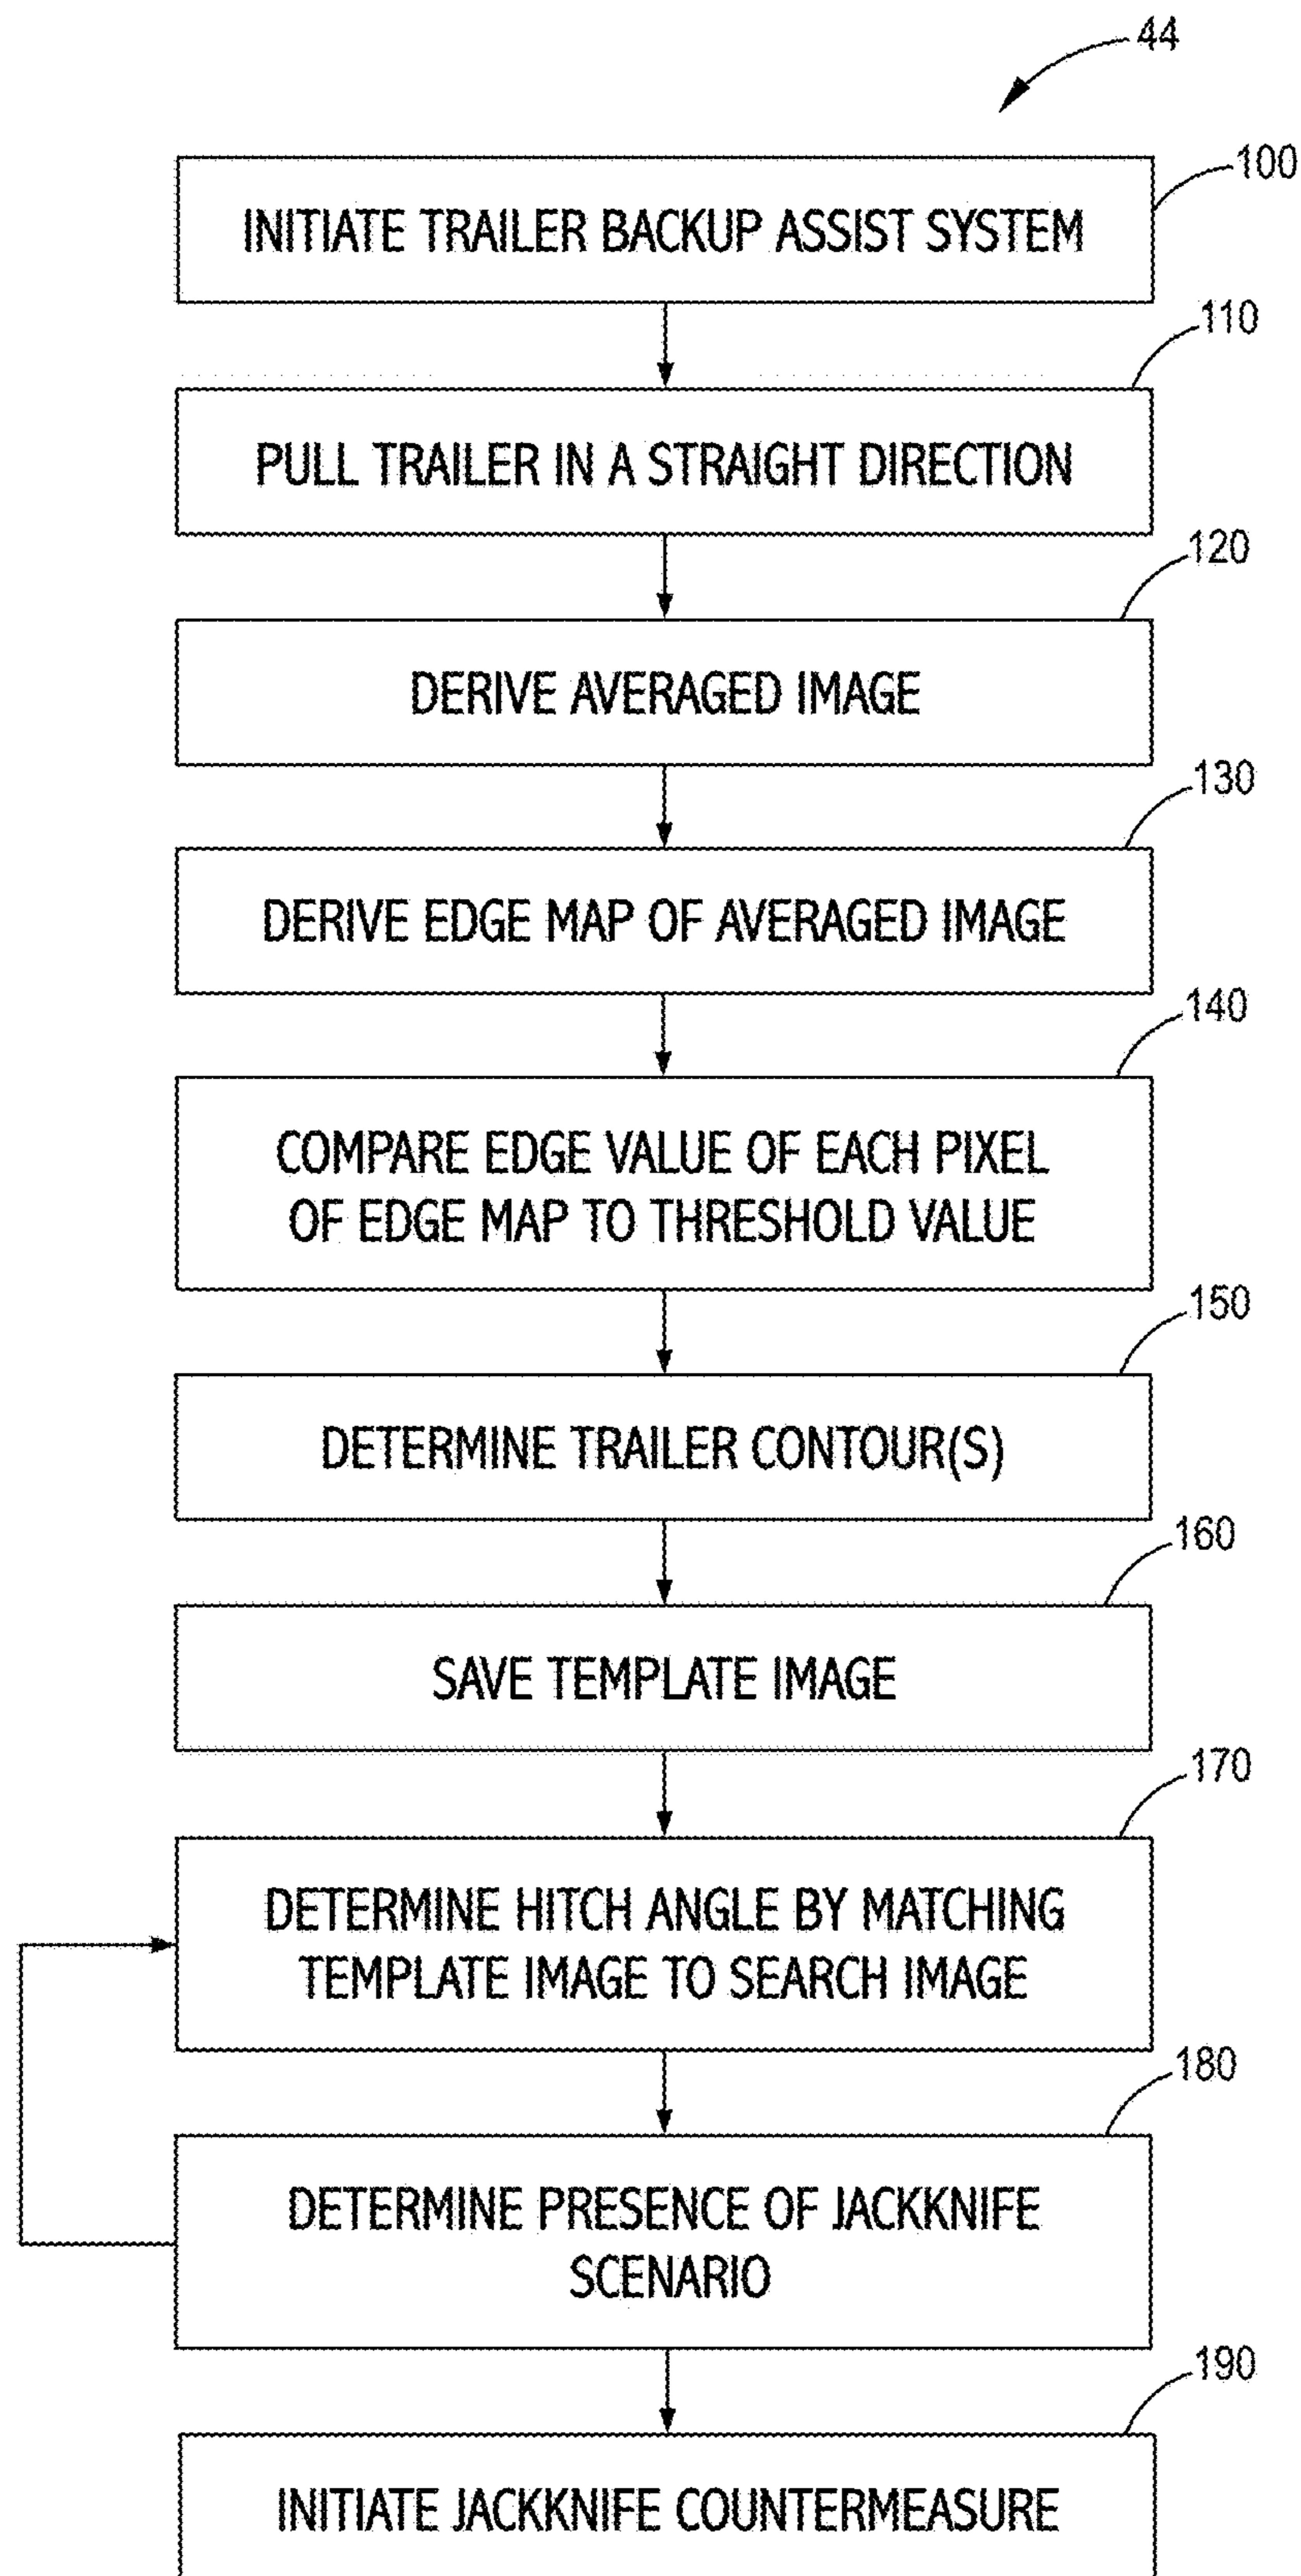 44
100
INITIATE TRAILER BACKUP ASSIST SYSTEM
110
PULL TRAILER IN A STRAIGHT DIRECTION
120
DERIVE AVERAGED IMAGE
130
DERIVE EDGE MAP OF AVERAGED IMAGE
140
COMPARE EDGE VALUE OF EACH PIXEL
OF EDGE MAP TO THRESHOLD VALUE
150
DETERMINE TRAILER CONTOUR(S)
160
SAVE TEMPLATE IMAGE
170
DETERMINE HITCH ANGLE BY MATCHING
TEMPLATE IMAGE TO SEARCH IMAGE
180
DETERMINE PRESENCE OF JACKKNIFE
SCENARIO
190
INITIATE JACKKNIFE COUNTERMEASURE